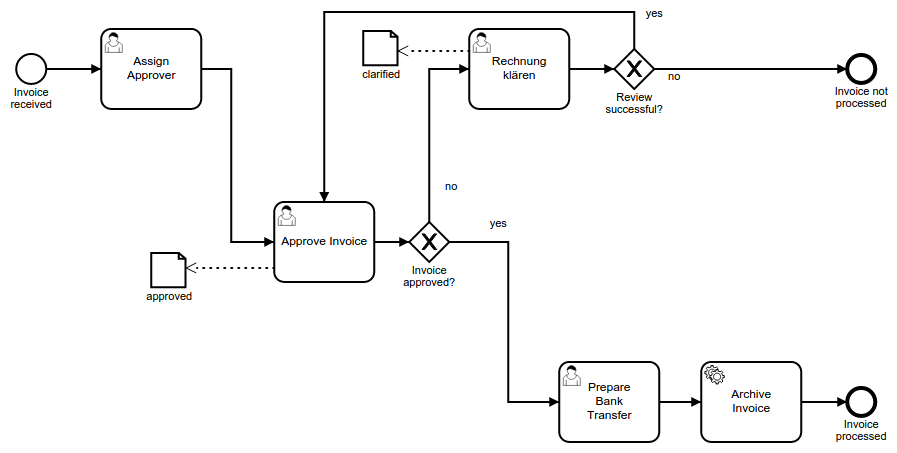 yes
Assign
Approver
Rechnung
klären
clarified
no
Invoice
received
Review
successful?
Invoice not
processed
no
yes
Approve Invoice
Invoice
approved?
approved
Prepare
Bank
Transfer
Archive
Invoice
Invoice
processed